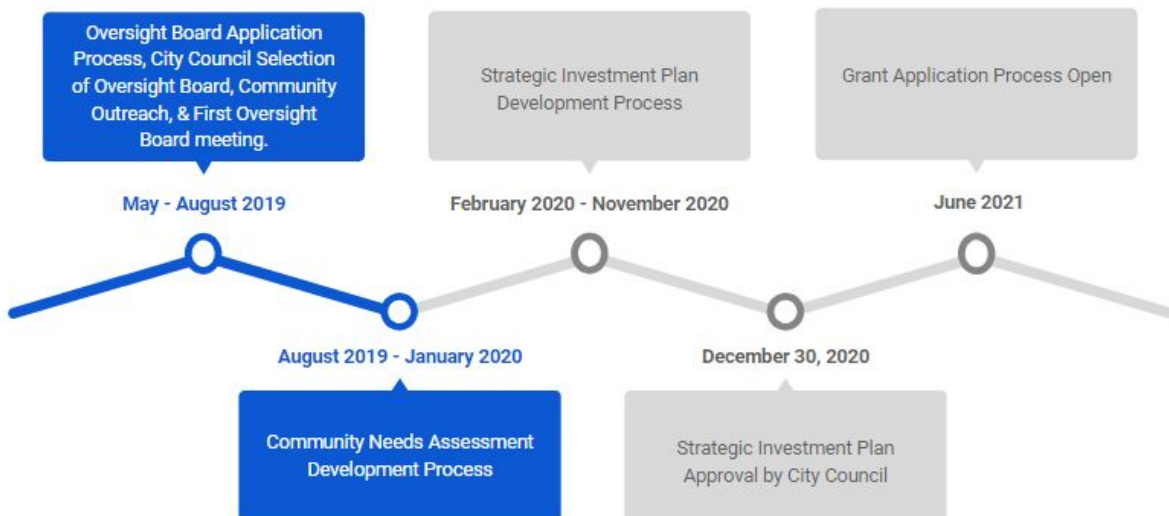 Oversight Board Application
Process, City Council Selection
of Oversight Board, Community
Outreach, & First Oversight
Board meeting.
May - August 2019
Strategic Investment Plan
Development Process
February 2020 - November 2020
Grant Application Process Open
June 2021
August 2019 - January 2020
Community Needs Assessment
Development Process
December 30, 2020
Strategic Investment Plan
Approval by City Council